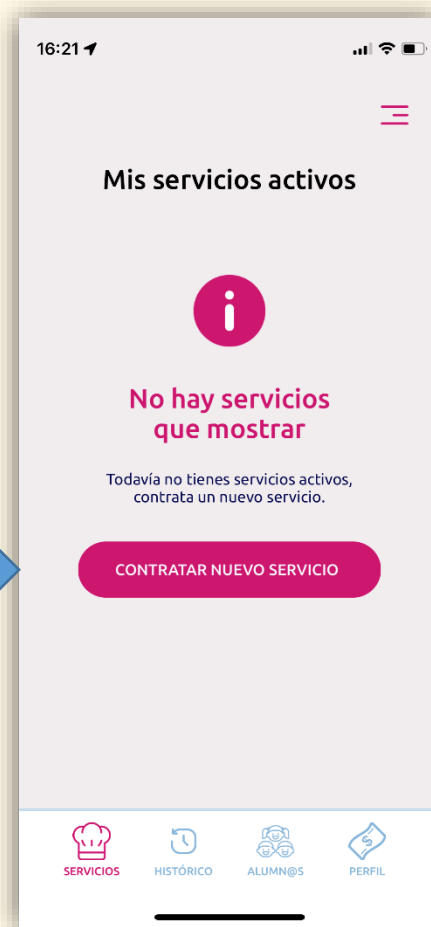 16:21
Mis servicios activos
No hay servicios
que mostrar
Todavía no tienes servicios activos,
contrata un nuevo servicio.
CONTRATAR NUEVO SERVICIO
SERVICIOS HISTÓRICO ALUMN@S PERFIL